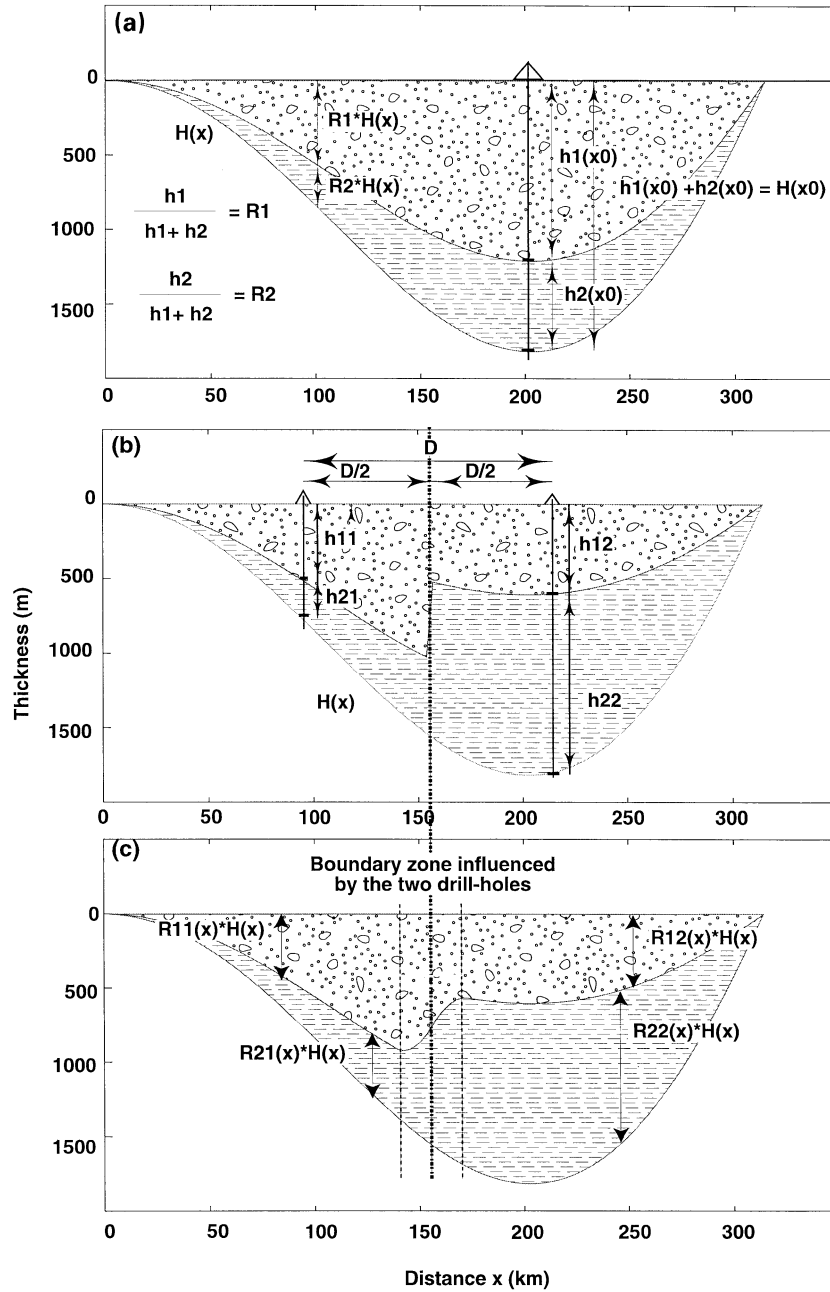 (a)
0
500
1000
1500
H(x)
R1*H(x)
R2*H(x)
h1
h1+ h2
= R1
h2
h1+ h2
= R2
h1(x0)
h1(x0) +h2(x0) = H(x0)
h2(x0)
0 50 100 150 200 250 300
(b)
D
D/2 D/2
0
500
1000
1500
h11
h21
h12
h22
H(x)
Thickness (m)
0 50 100 150 200 250 300
(c)
Boundary zone influenced
by the two drill-holes
0
500
1000
1500
R11(x)*H(x)
R12(x)*H(x)
R21(x)*H(x)
R22(x)*H(x)
0 50 100 150 200 250 300
Distance x (km)